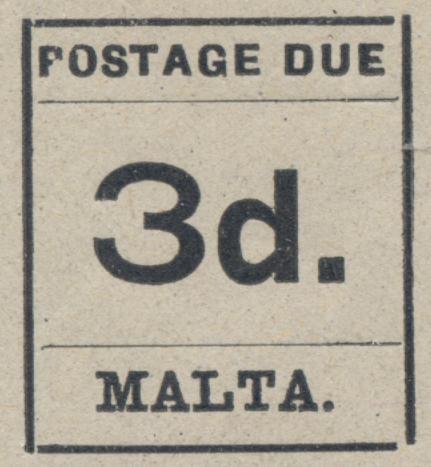 POSTAGE DUE
3d.
MALTA.